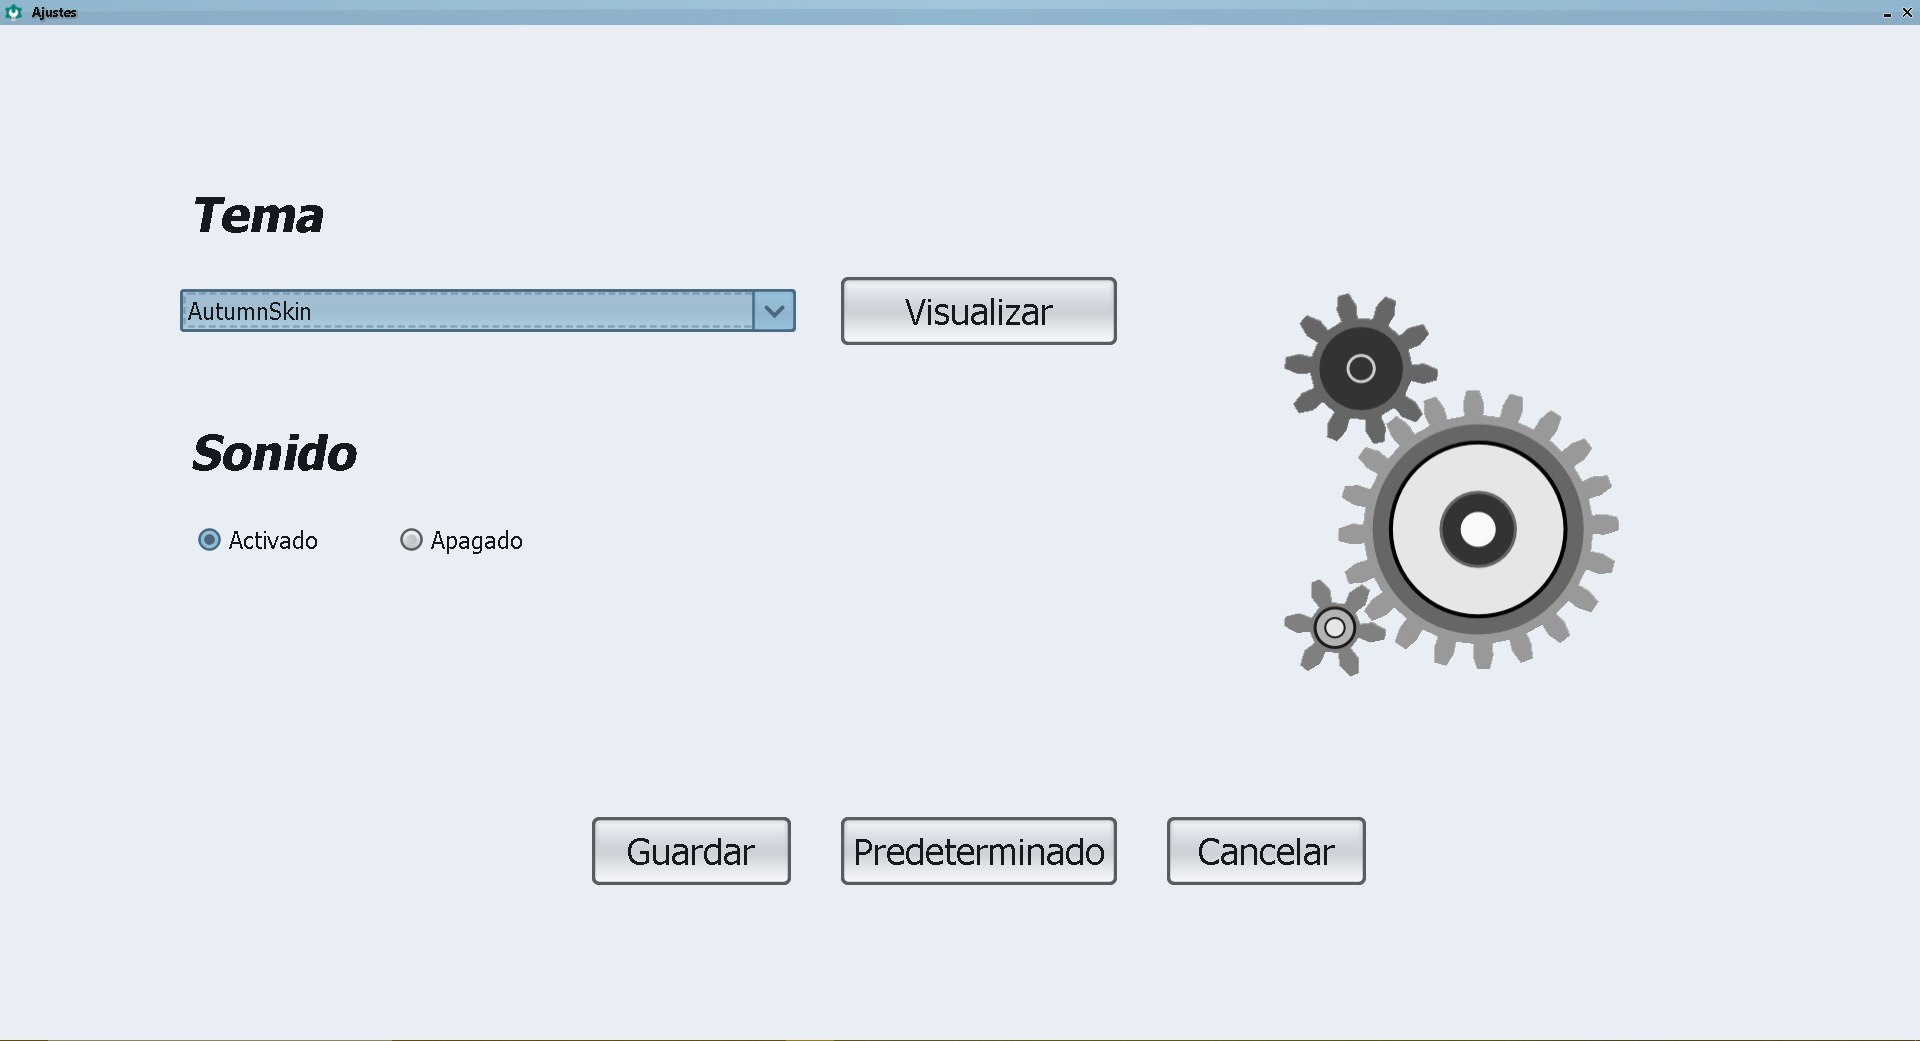 Ajustes
Tema
AutumnSkin
Visualizar
Sonido
Activado
Apagado
Guardar
Predeterminado
Cancelar